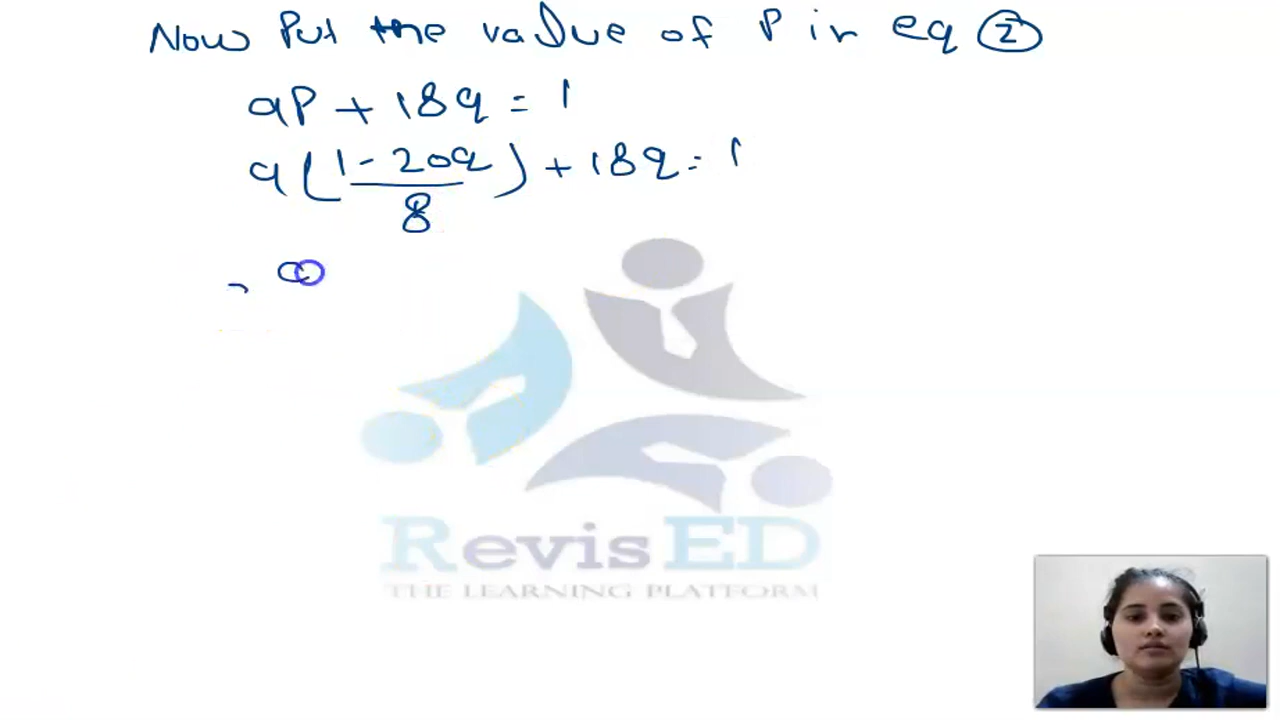 Now Put the value of P in eq ②
9P + 18q = 1
9(1 - 20q / 8) + 18q = 1
RevisED
THE LEARNING PLATFORM